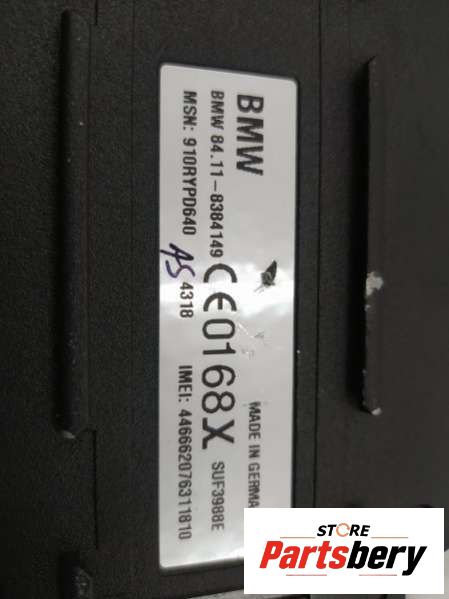 BMW
BMW 84.11-8384149
MSN: 910RYPD640
AS 4318
CE0168X
MADE IN GERMA
SUF3988E
IMEI: 446662076311810
STORE
Partsbery